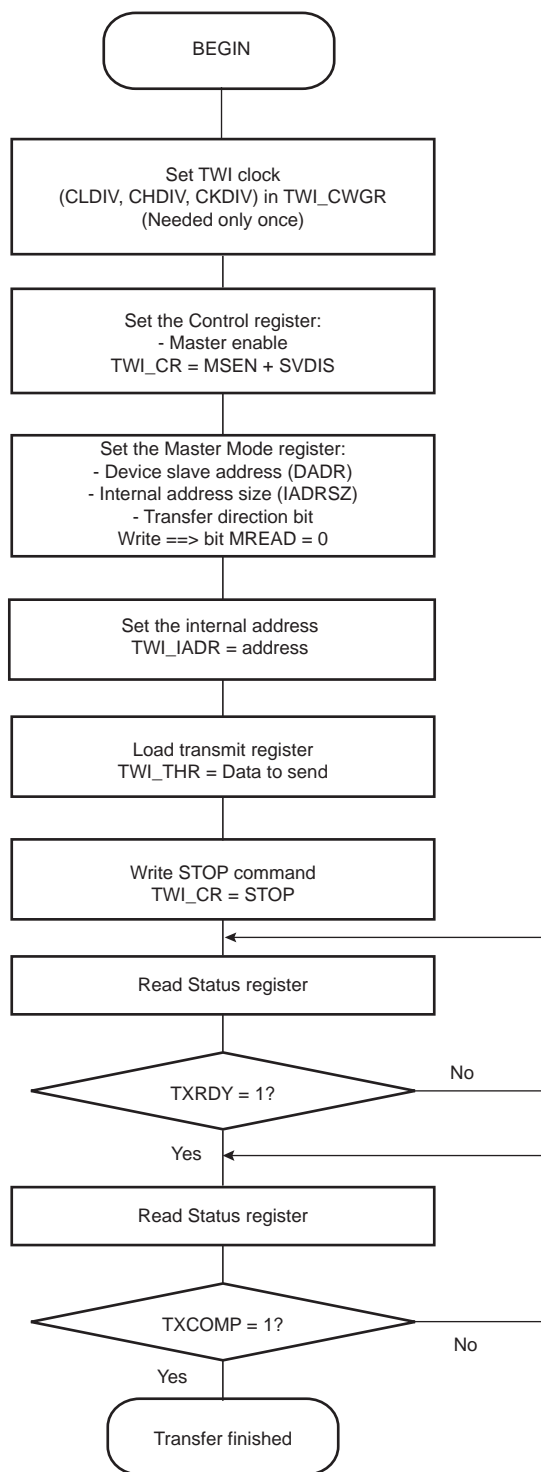 BEGIN
Set TWI clock
(CLDIV, CHDIV, CKDIV) in TWI_CWGR
(Needed only once)
Set the Control register:
- Master enable
TWI_CR = MSEN + SVDIS
Set the Master Mode register:
- Device slave address (DADR)
- Internal address size (IADRSZ)
- Transfer direction bit
Write ==> bit MREAD = 0
Set the internal address
TWI_IADR = address
Load transmit register
TWI_THR = Data to send
Write STOP command
TWI_CR = STOP
Read Status register
TXRDY = 1?
No
Yes
Read Status register
TXCOMP = 1?
No
Yes
Transfer finished